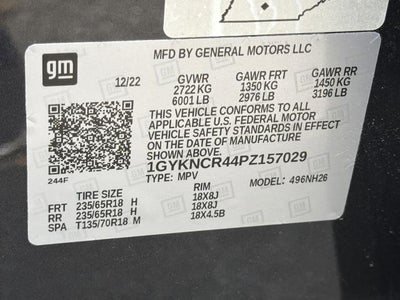 gm
MFD BY GENERAL MOTORS LLC
12/22 GVWR GAWR FRT GAWR RR
2722 KG 1350 KG 1450 KG
6001 LB 2976 LB 3196 LB
THIS VEHICLE CONFORMS TO ALL
APPLICABLE U.S. FEDERAL MOTOR
VEHICLE SAFETY STANDARDS IN EFFECT
ON THE DATE OF MANUFACTURE SHOWN ABOVE.
1GYKNCR44PZ157029
244F TYPE: MPV MODEL: 496NH26
TIRE SIZE RIM
FRT 235/65R18 H 18X8J
RR 235/65R18 H 18X8J
SPA T135/70R18 M 18X4.5B